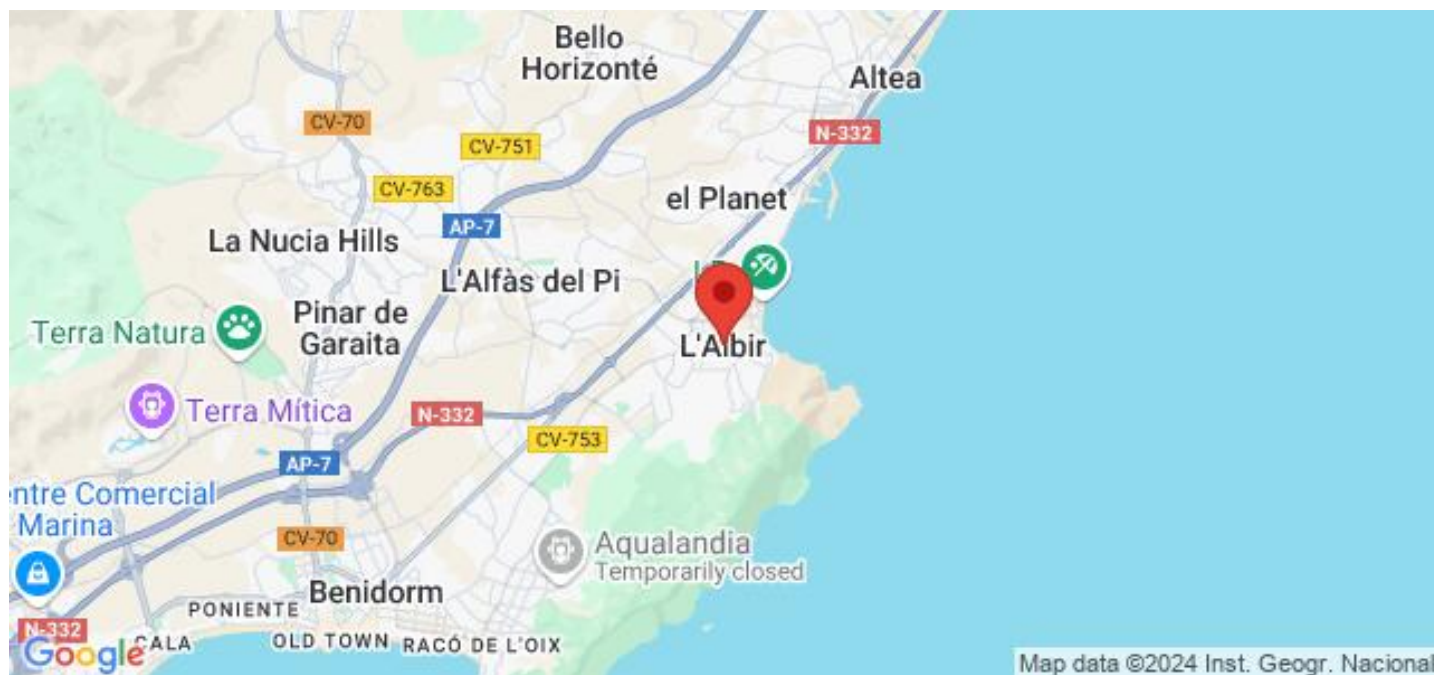 Bello
Horizonté
Altea
CV-70
N-332
CV-751
CV-763
el Planet
AP-7
La Nucia Hills
L'Alfàs del Pi
Pinar de
Garaita
Terra Natura
L'Albir
Terra Mítica
N-332
CV-753
AP-7
entre Comercial
Marina
CV-70
Aqualandia
Temporarily closed
Benidorm
PONIENTE
N-332
CALA
OLD TOWN
RACÓ DE L'OIX
Google
Map data ©2024 Inst. Geogr. Nacional